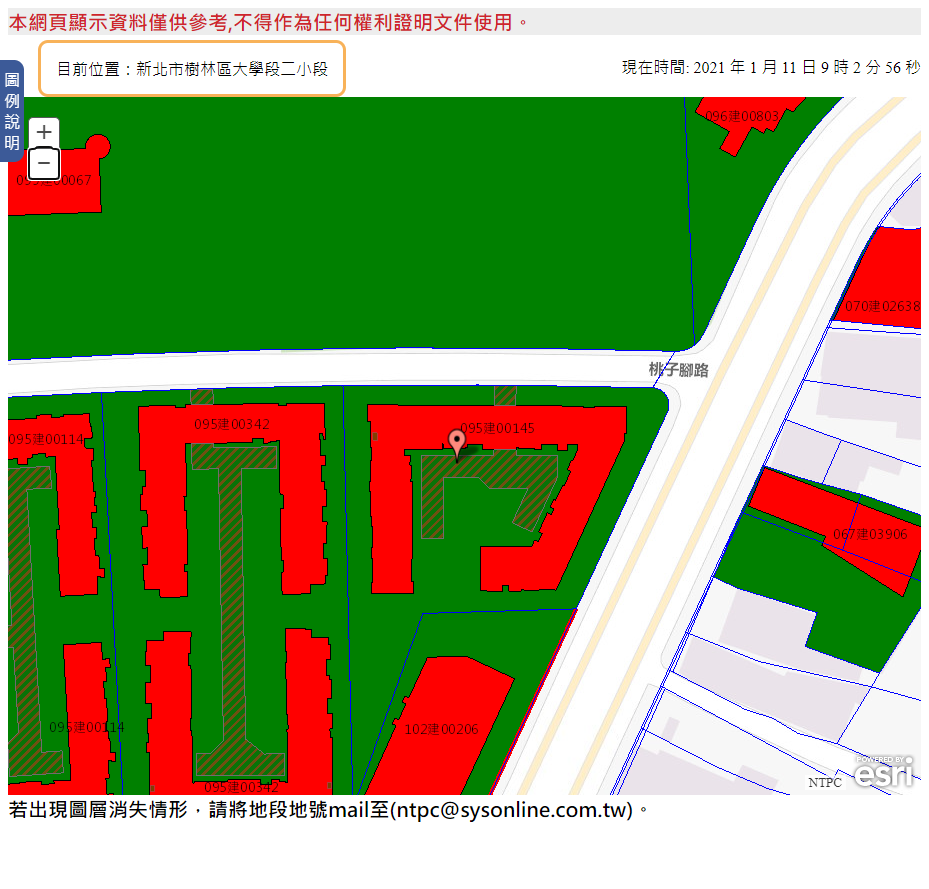 本網頁顯示資料僅供參考,不得作為任何權利證明文件使用。
目前位置：新北市樹林區大學段二小段
現在時間: 2021 年 1 月 11 日 9 時 2 分 56 秒
圖例說明
+
−
096建00803
070建02638
桃子腳路
095建00342
095建00145
095建00114
067建03906
095建00114
102建00206
095建00342
NTPC
POWERED BY
esri
若出現圖層消失情形，請將地段地號mail至(ntpc@sysonline.com.tw)。